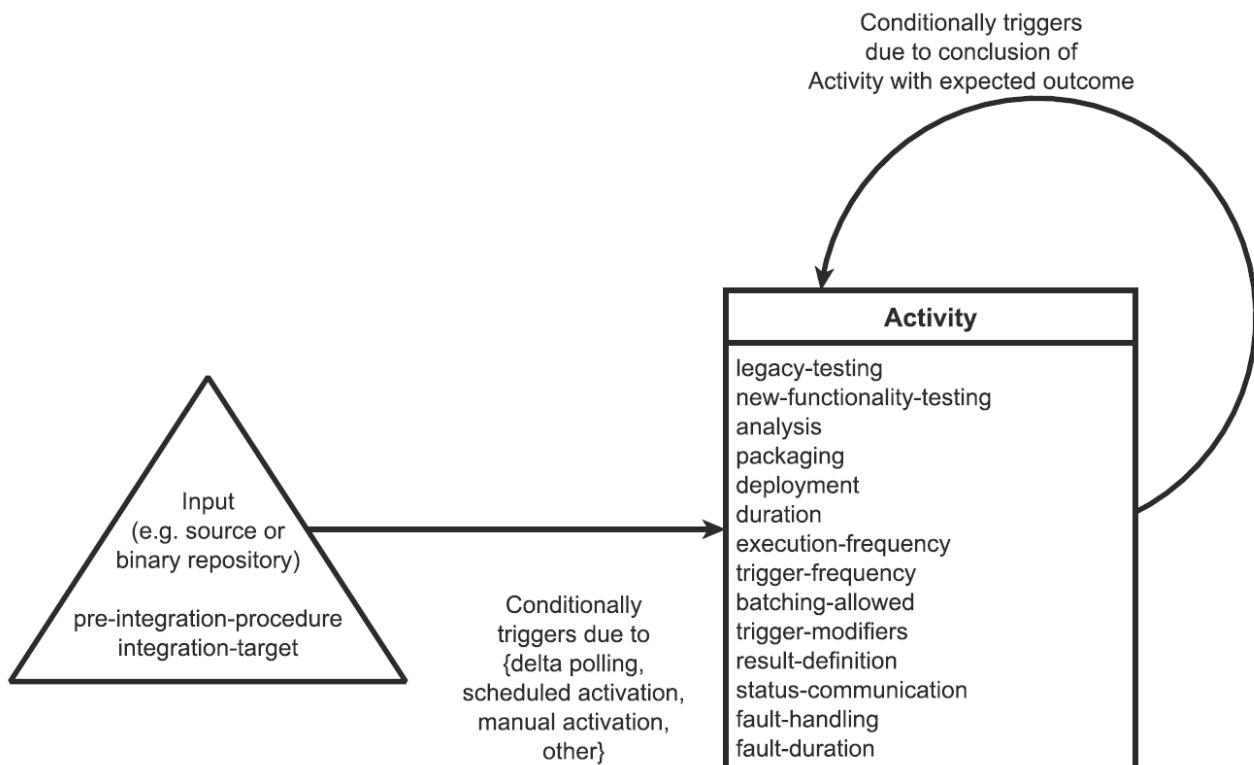 Conditionally triggers
due to conclusion of
Activity with expected outcome
Activity
legacy-testing
new-functionality-testing
analysis
packaging
deployment
duration
execution-frequency
trigger-frequency
batching-allowed
trigger-modifiers
result-definition
status-communication
fault-handling
fault-duration
Input
(e.g. source or
binary repository)
pre-integration-procedure
integration-target
Conditionally
triggers due to
{delta polling,
scheduled activation,
manual activation,
other}